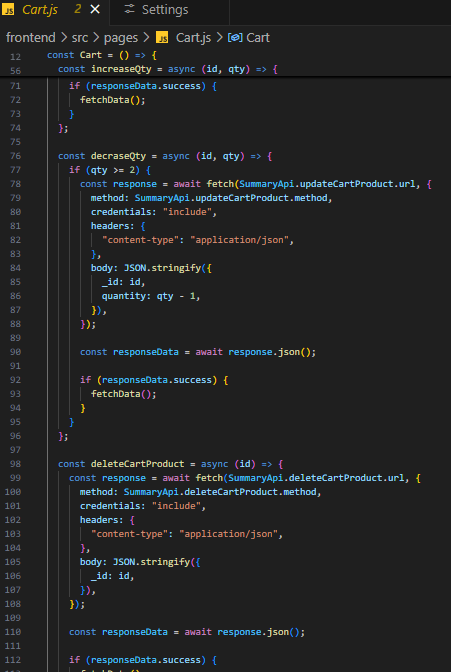 JS Cart.js 2 Settings
frontend > src > pages > JS Cart.js > Cart
12 const Cart = () => {
56 const increaseQty = async (id, qty) => {
71 if (responseData.success) {
72 fetchData();
73 }
74 };
75
76 const decraseQty = async (id, qty) => {
77 if (qty >= 2) {
78 const response = await fetch(SummaryApi.updateCartProduct.url, {
79 method: SummaryApi.updateCartProduct.method,
80 credentials: "include",
81 headers: {
82 "content-type": "application/json",
83 },
84 body: JSON.stringify({
85 _id: id,
86 quantity: qty - 1,
87 }),
88 });
89
90 const responseData = await response.json();
91
92 if (responseData.success) {
93 fetchData();
94 }
95 }
96 };
97
98 const deleteCartProduct = async (id) => {
99 const response = await fetch(SummaryApi.deleteCartProduct.url, {
100 method: SummaryApi.deleteCartProduct.method,
101 credentials: "include",
102 headers: {
103 "content-type": "application/json",
104 },
105 body: JSON.stringify({
106 _id: id,
107 }),
108 });
109
110 const responseData = await response.json();
111
112 if (responseData.success) {